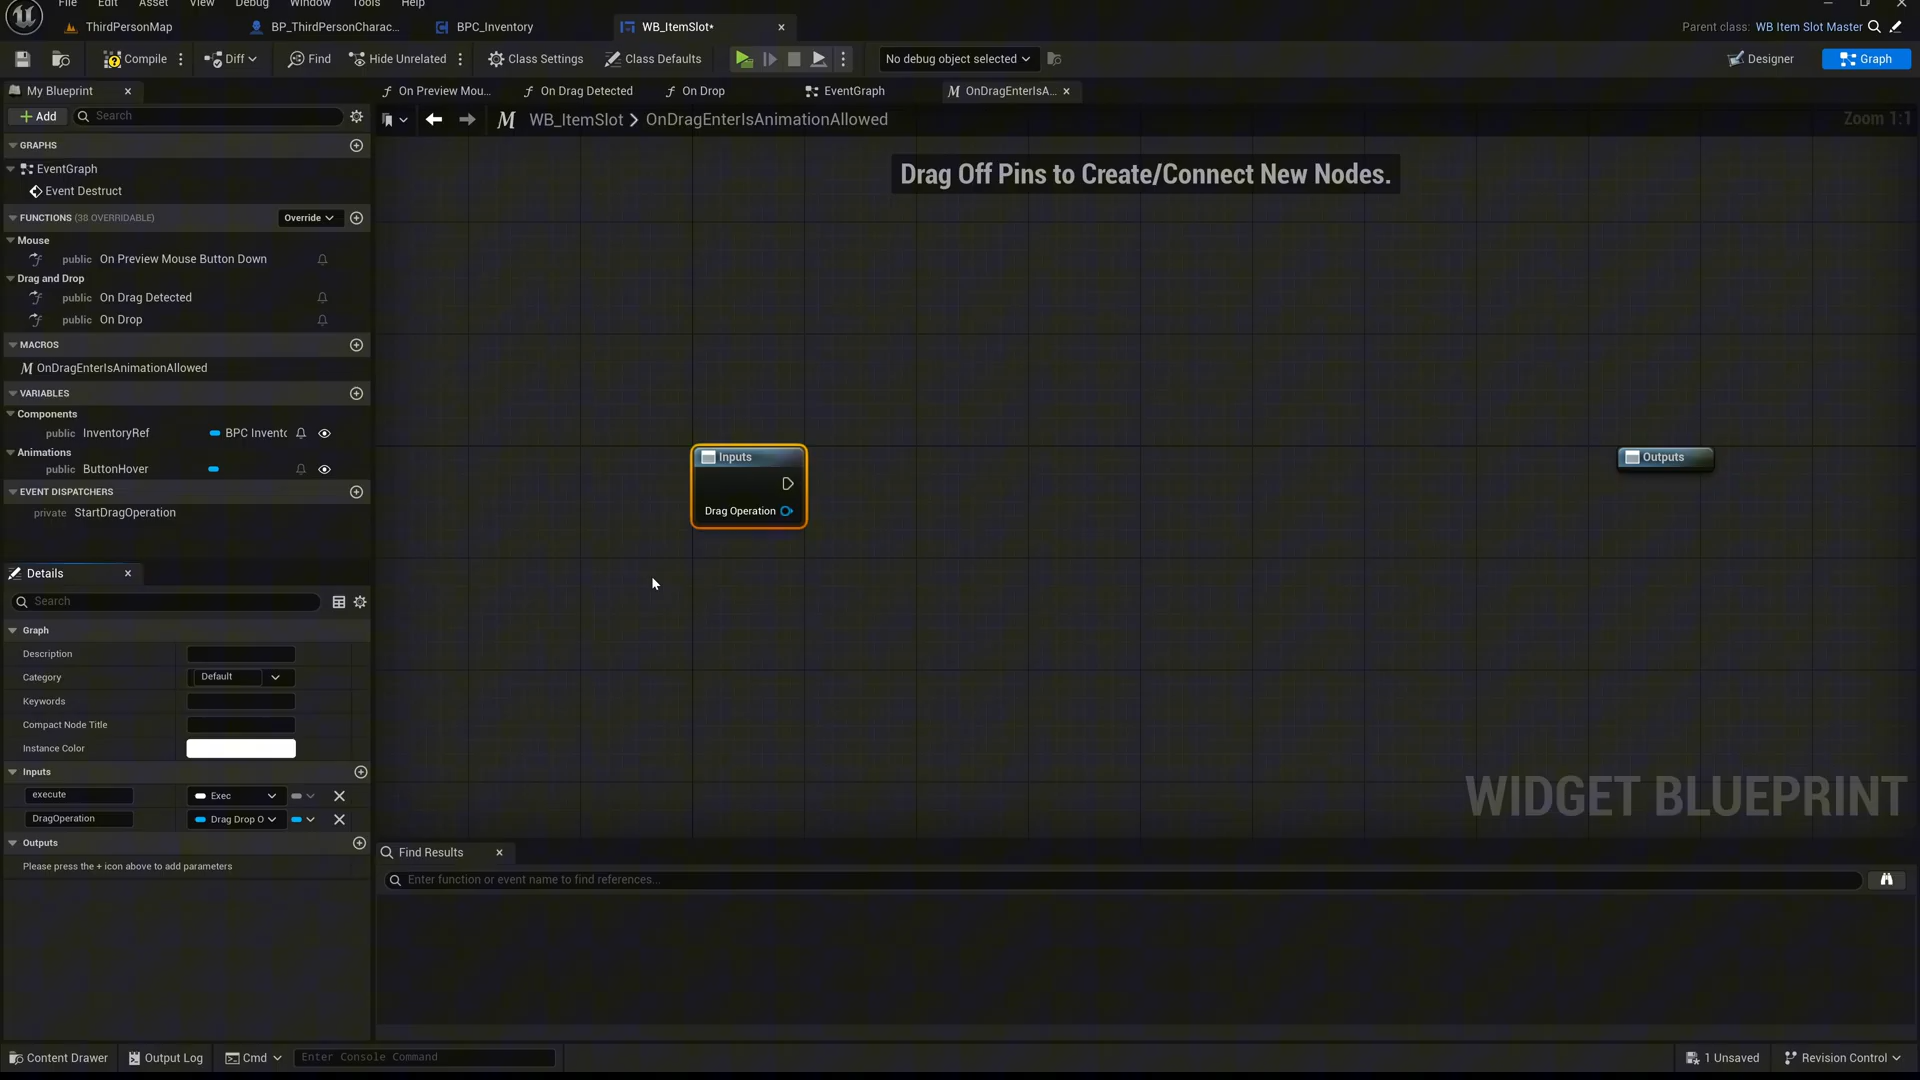 File Edit Asset View Debug Window Tools Help
ThirdPersonMap
BP_ThirdPersonCharac...
BPC_Inventory
WB_ItemSlot*
Parent class: WB Item Slot Master
Compile
Diff
Find
Hide Unrelated
Class Settings
Class Defaults
No debug object selected
Designer
Graph
My Blueprint
On Preview Mou...
On Drag Detected
On Drop
EventGraph
OnDragEnterIsA...
Add
Search
WB_ItemSlot > OnDragEnterIsAnimationAllowed
Zoom 1:1
GRAPHS
EventGraph
Event Destruct
FUNCTIONS (38 OVERRIDABLE)
Override
Mouse
public On Preview Mouse Button Down
Drag and Drop
public On Drag Detected
public On Drop
MACROS
OnDragEnterIsAnimationAllowed
VARIABLES
Components
public InventoryRef BPC Invento
Animations
public ButtonHover
EVENT DISPATCHERS
private StartDragOperation
Drag Off Pins to Create/Connect New Nodes.
Inputs
Drag Operation
Outputs
WIDGET BLUEPRINT
Details
Search
Graph
Description
Category Default
Keywords
Compact Node Title
Instance Color
Inputs
execute Exec
DragOperation Drag Drop O
Outputs
Please press the + icon above to add parameters
Find Results
Enter function or event name to find references...
Content Drawer
Output Log
Cmd
Enter Console Command
1 Unsaved
Revision Control